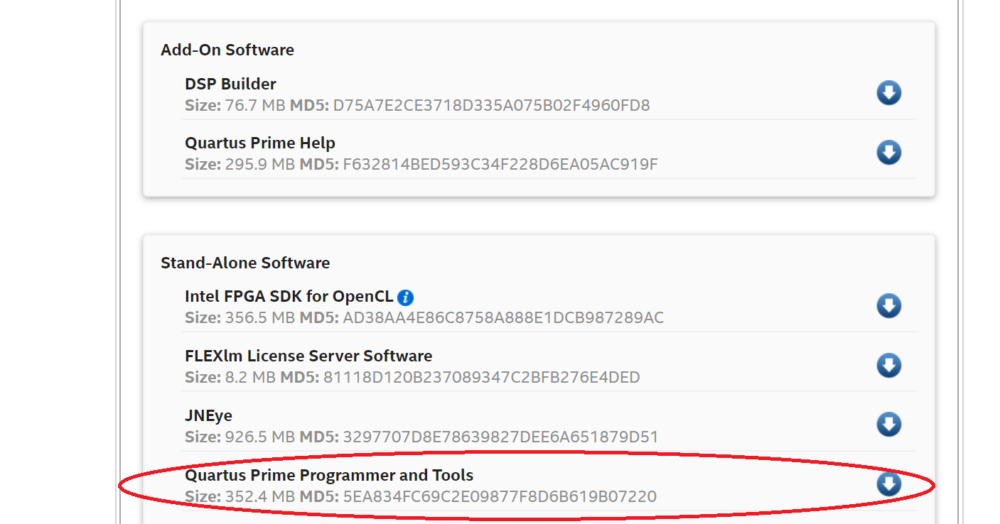 Add-On Software
DSP Builder
Size: 76.7 MB MD5: D75A7E2CE3718D335A075B02F4960FD8
Quartus Prime Help
Size: 295.9 MB MD5: F632814BED593C34F228D6EA05AC919F
Stand-Alone Software
Intel FPGA SDK for OpenCL i
Size: 356.5 MB MD5: AD38AA4E86C8758A888E1DCB987289AC
FLEXlm License Server Software
Size: 8.2 MB MD5: 81118D120B237089347C2BFB276E4DED
JNEye
Size: 926.5 MB MD5: 3297707D8E78639827DEE6A651879D51
Quartus Prime Programmer and Tools
Size: 352.4 MB MD5: 5EA834FC69C2E09877F8D6B619B07220